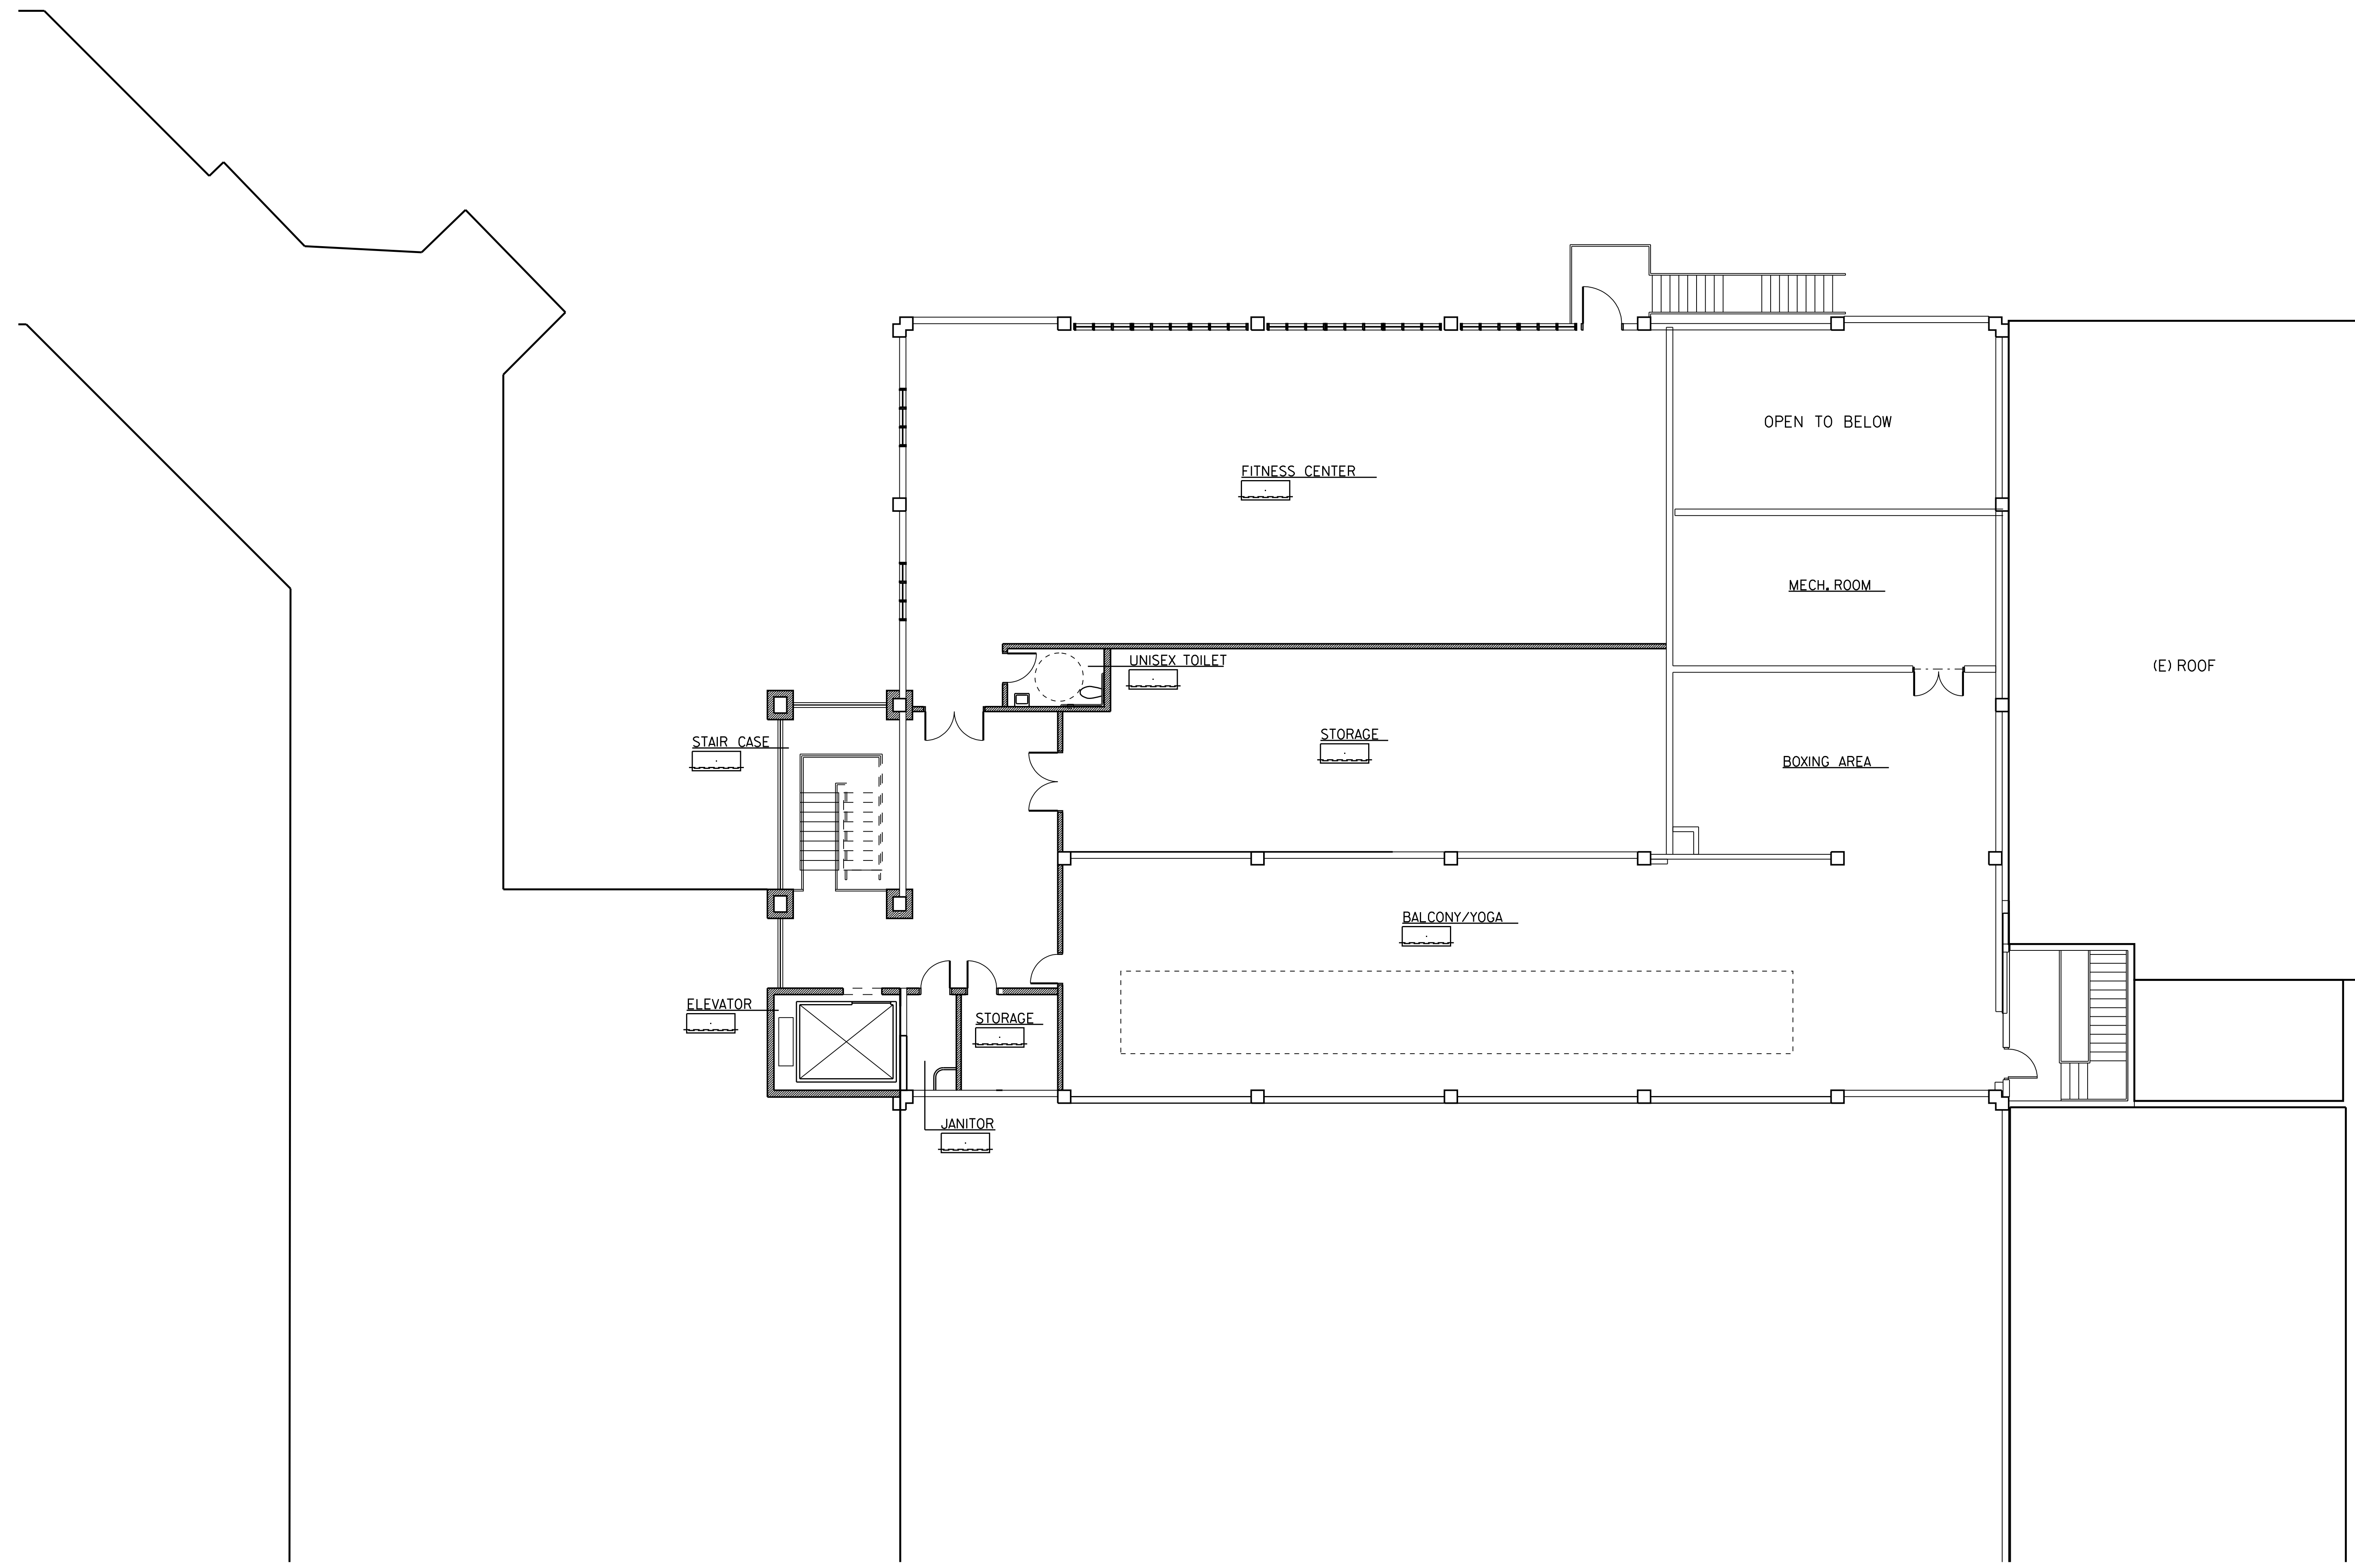 OPEN TO BELOW
FITNESS CENTER
MECH. ROOM
UNISEX TOILET
(E) ROOF
STORAGE
STAIR CASE
BOXING AREA
BALCONY/YOGA
ELEVATOR
STORAGE
JANITOR